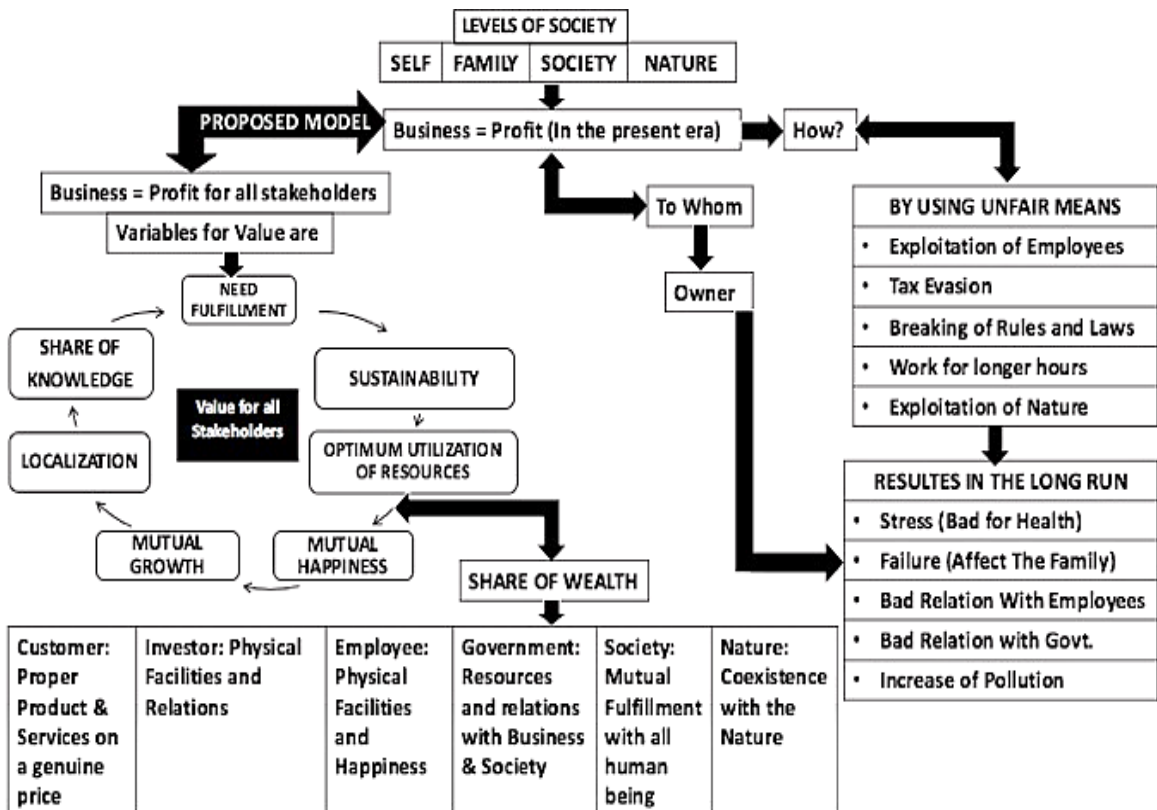 LEVELS OF SOCIETY
SELF FAMILY SOCIETY NATURE
PROPOSED MODEL
Business = Profit (In the present era)
How?
Business = Profit for all stakeholders
Variables for Value are
To Whom
Owner
NEED
FULFILLMENT
SUSTAINABILITY
OPTIMUM UTILIZATION
OF RESOURCES
MUTUAL
HAPPINESS
MUTUAL
GROWTH
LOCALIZATION
SHARE OF
KNOWLEDGE
Value for all
Stakeholders
BY USING UNFAIR MEANS
• Exploitation of Employees
• Tax Evasion
• Breaking of Rules and Laws
• Work for longer hours
• Exploitation of Nature
RESULTES IN THE LONG RUN
• Stress (Bad for Health)
• Failure (Affect The Family)
• Bad Relation With Employees
• Bad Relation with Govt.
• Increase of Pollution
SHARE OF WEALTH
Customer:
Proper
Product &
Services on
a genuine
price
Investor: Physical
Facilities and
Relations
Employee:
Physical
Facilities
and
Happiness
Government:
Resources
and relations
with Business
& Society
Society:
Mutual
Fulfillment
with all
human
being
Nature:
Coexistence
with the
Nature